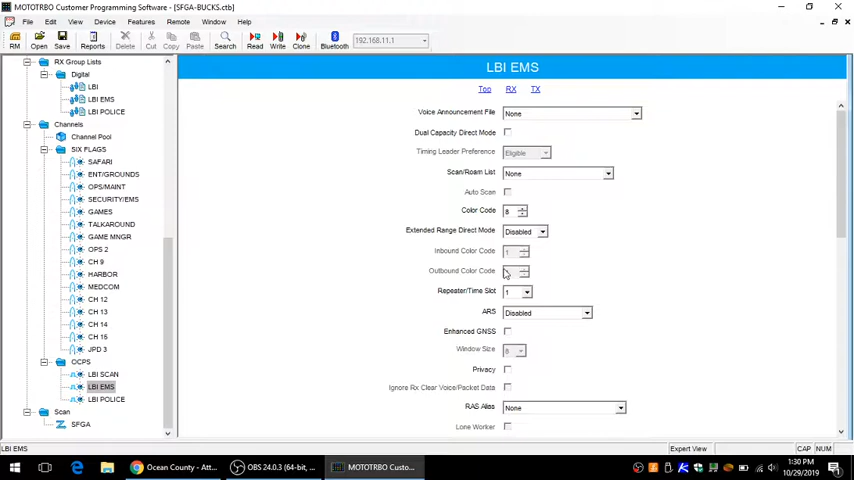 MOTOTRBO Customer Programming Software - [SFGA-BUCKS.ctb]
File Edit View Device Features Remote Window Help
RM Open Save Reports Delete Cut Copy Paste Search Read Write Clone Bluetooth 192.168.11.1
RX Group Lists
Digital
LBI
LBI EMS
LBI POLICE
Channels
Channel Pool
SIX FLAGS
SAFARI
ENT/GROUNDS
OPS/MAINT
SECURITY/EMS
GAMES
TALKAROUND
GAME MNGR
OPS 2
CH 9
HARBOR
MEDCOM
CH 12
CH 13
CH 14
CH 15
JPD 3
OCPS
LBI SCAN
LBI EMS
LBI POLICE
Scan
SFGA
LBI EMS
Top RX TX
Voice Announcement File None
Dual Capacity Direct Mode
Timing Leader Preference Eligible
Scan/Roam List None
Auto Scan
Color Code 8
Extended Range Direct Mode Disabled
Inbound Color Code 1
Outbound Color Code
Repeater/Time Slot 1
ARS Disabled
Enhanced GNSS
Window Size 8
Privacy
Ignore Rx Clear Voice/Packet Data
RAS Alias None
Lone Worker
LBI EMS Expert View CAP NUM
Ocean County - Att... OBS 24.0.3 (64-bit, ... MOTOTRBO Custo...
1:30 PM
10/29/2019